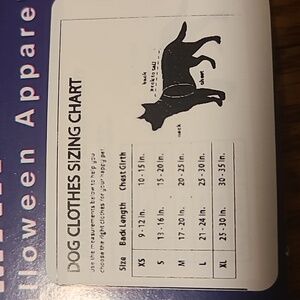 lloween Appare
DOG CLOTHES SIZING CHART
use the measurements below to help you
choose the right clothes for your happy pet
Size Back Length Chest Girth
XS 9 - 12 in. 10 - 15 in.
S 13 - 16 in. 15 - 20 in.
M 17 - 20 in. 20 - 25 in.
L 21 - 24 in. 25 - 30 in.
XL 25 - 30 in. 30 - 35 in.
neck
back
chest